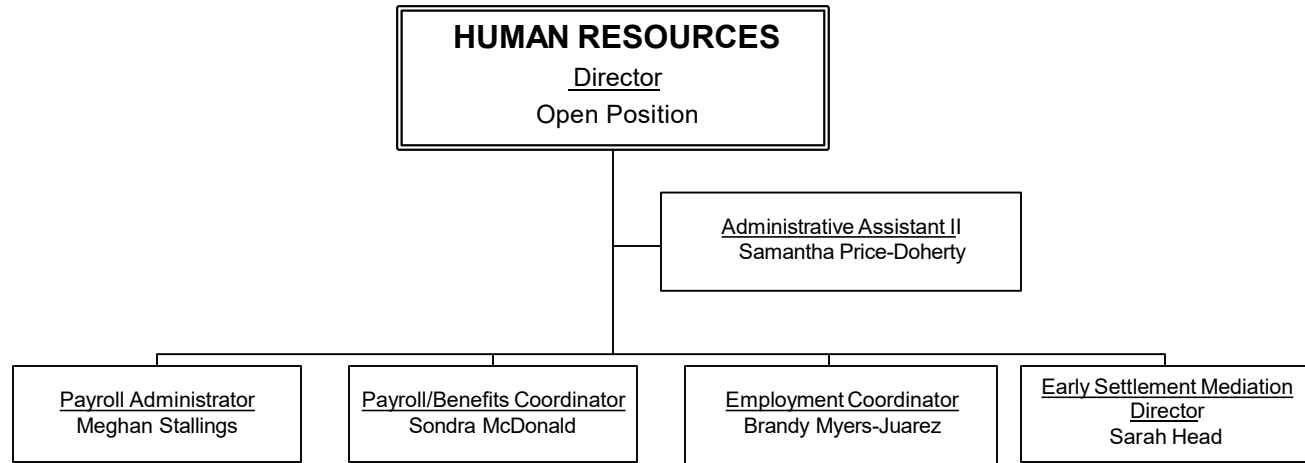 HUMAN RESOURCES
Director
Open Position
Administrative Assistant II
Samantha Price-Doherty
Payroll Administrator
Meghan Stallings
Payroll/Benefits Coordinator
Sondra McDonald
Employment Coordinator
Brandy Myers-Juarez
Early Settlement Mediation
Director
Sarah Head